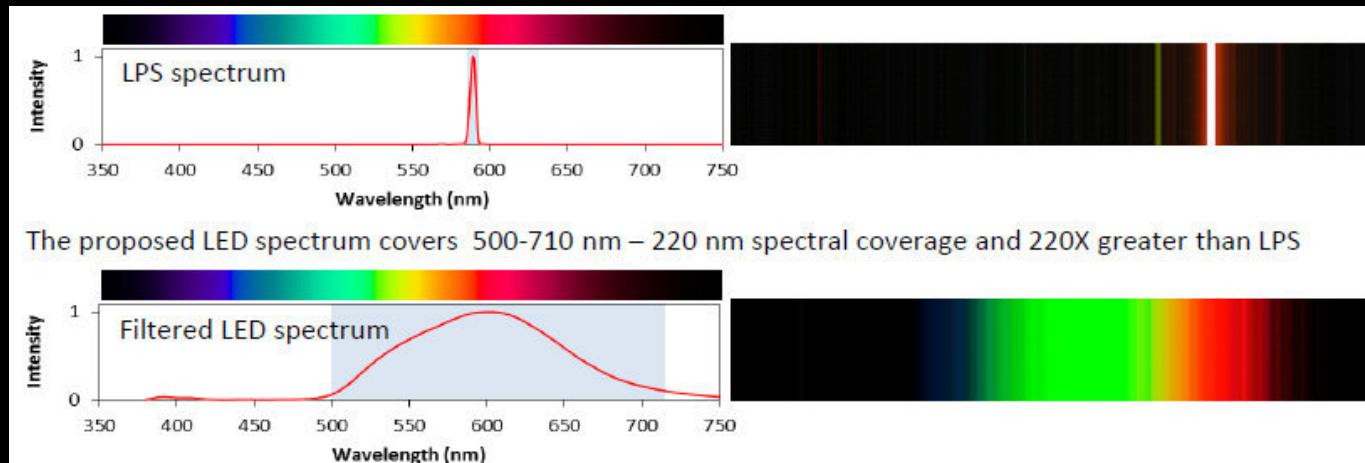 LPS spectrum
Intensity
1
0
350 400 450 500 550 600 650 700 750
Wavelength (nm)
The proposed LED spectrum covers 500-710 nm – 220 nm spectral coverage and 220X greater than LPS
Filtered LED spectrum
Intensity
1
0
350 400 450 500 550 600 650 700 750
Wavelength (nm)